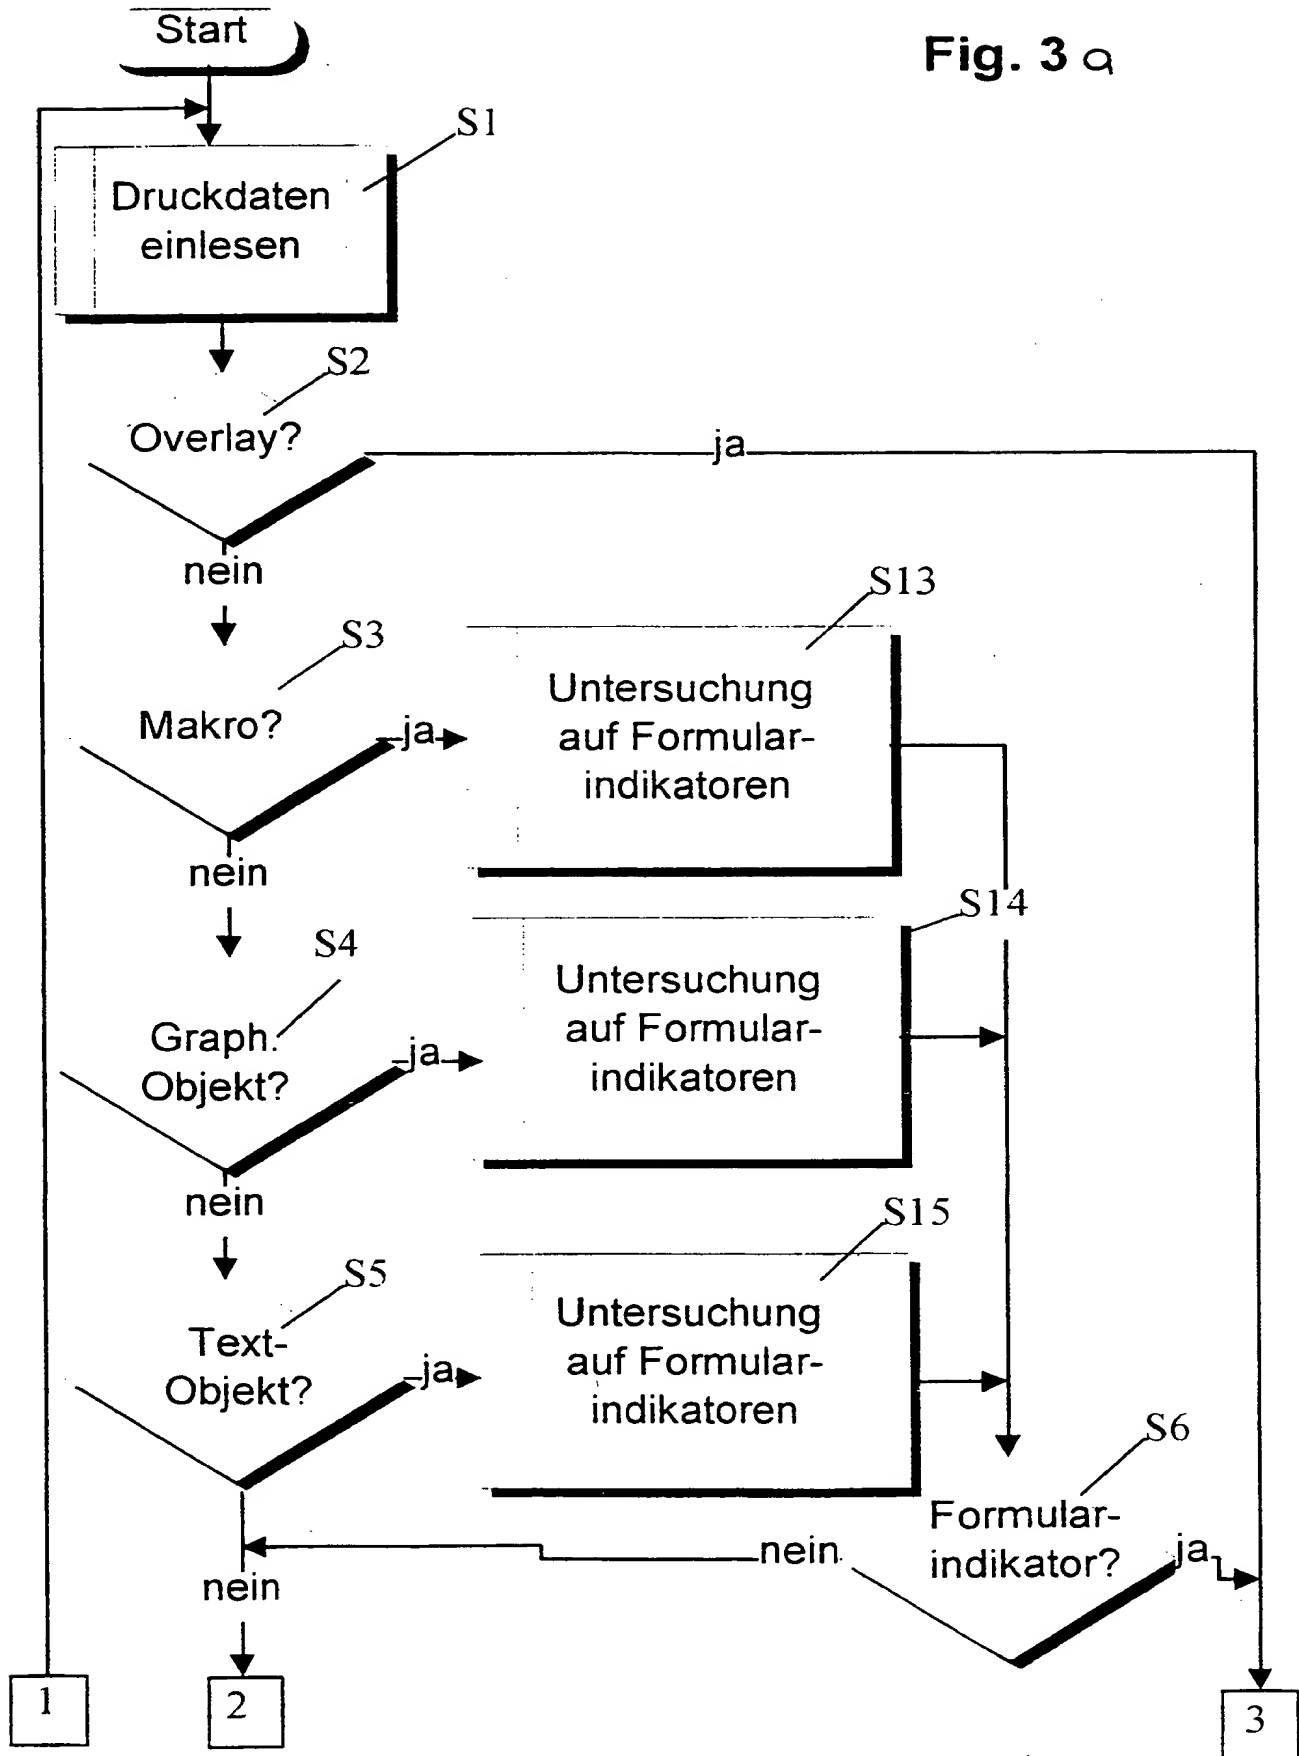 Start
Fig. 3 a
S1
Druckdaten
einlesen
S2
Overlay?
ja
nein
S13
S3
Untersuchung
auf Formular-
indikatoren
Makro?
ja
nein
S14
S4
Untersuchung
auf Formular-
indikatoren
Graph.
Objekt?
ja
nein
S15
S5
Untersuchung
auf Formular-
indikatoren
Text-
Objekt?
ja
S6
Formular-
indikator?
nein
ja
nein
1
2
3